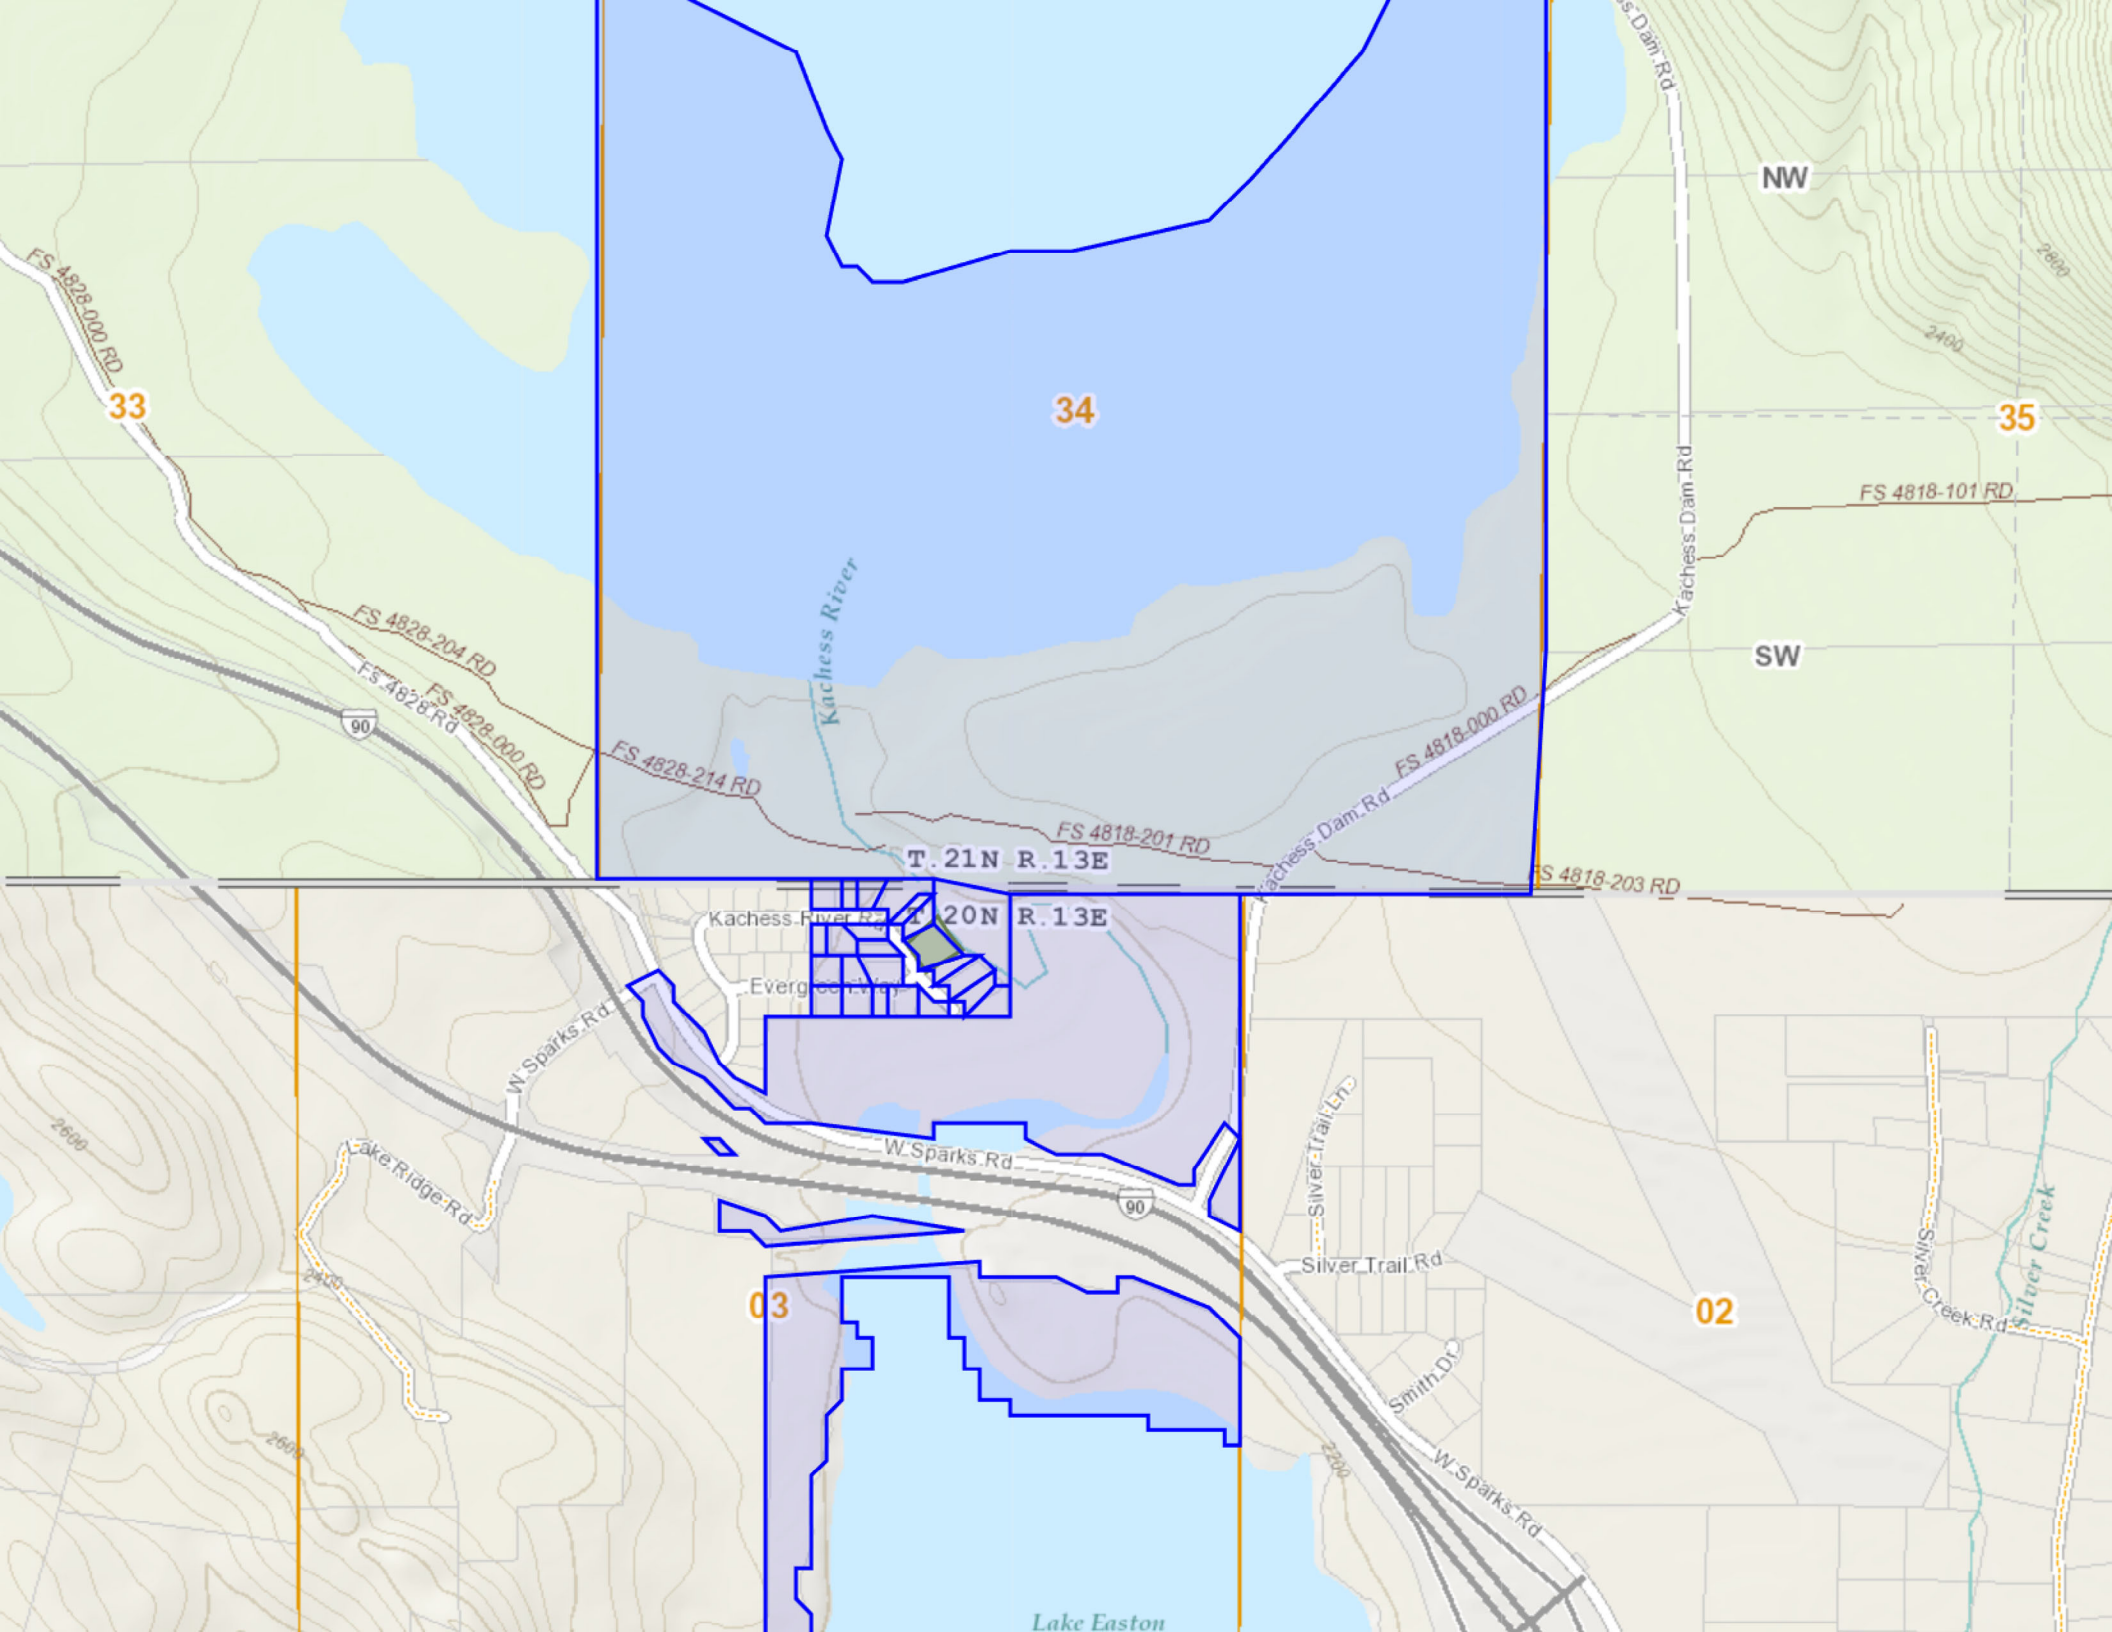 ss Dam Rd
NW
2800
2400
FS 4828-000 RD
33
34
35
Kachess Dam Rd
FS 4818-101 RD
Kachess River
FS 4828-204 RD
SW
Fs 4828 Rd
FS 4828-000 RD
90
FS 4818-000 RD
FS 4828-214 RD
Kachess Dam Rd
FS 4818-201 RD
T.21N R.13E
FS 4818-203 RD
Kachess River R
T.20N R.13E
Evergreen Way
W Sparks Rd
2600
Silver Trail Ln
Lake Ridge Rd
W Sparks Rd
90
Silver Creek
Silver Trail Rd
2400
03
02
Silver Creek Rd
Smith Dr
2600
2200
W Sparks Rd
Lake Easton